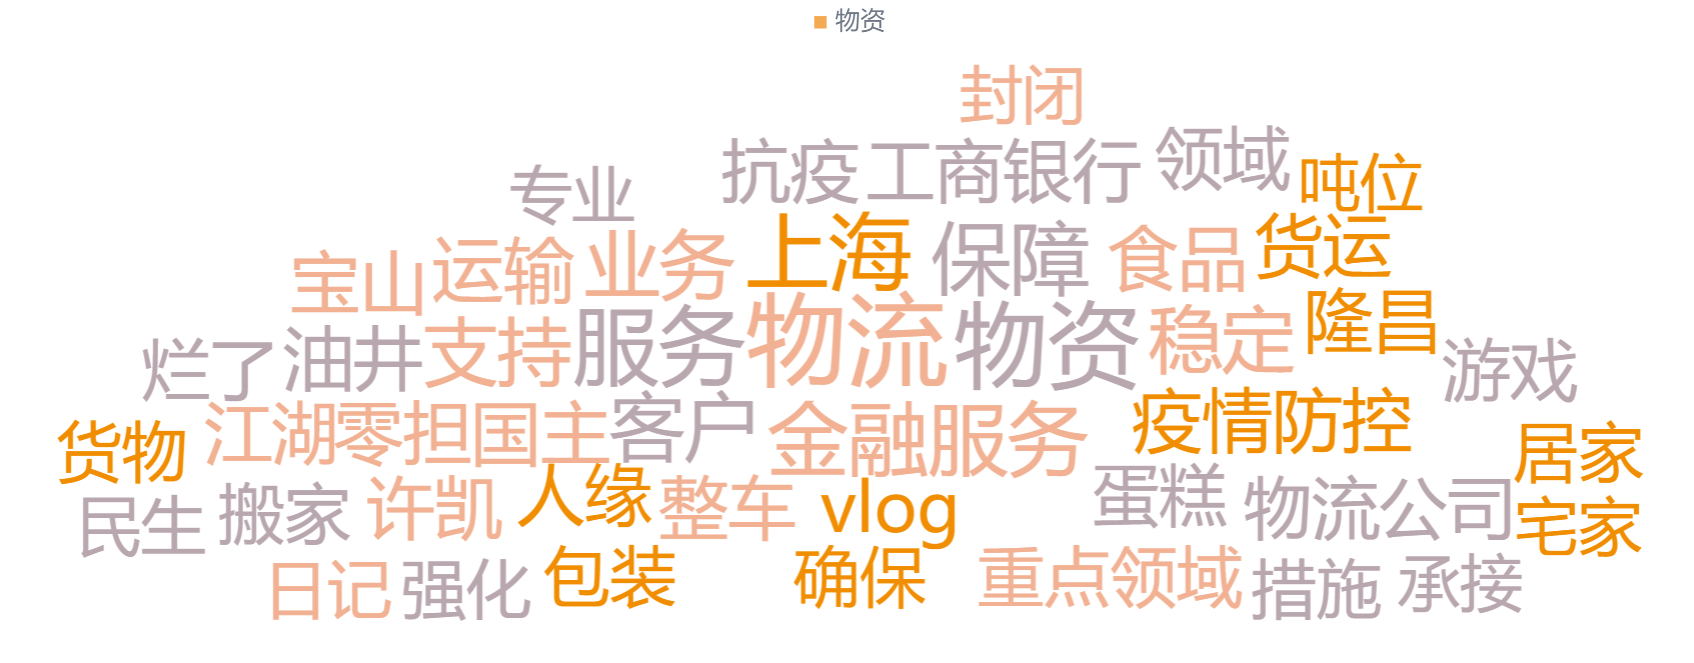 物资
封闭
抗疫 工商银行 领域 吨位
专业
宝山 运输 业务 上海 保障 食品 货运
烂了 油井 支持 服务 物流 物资 稳定 隆昌 游戏
货物 江湖零担国主 客户 金融服务 疫情防控 居家
民生 搬家 许凯 人缘 整车 vlog 蛋糕 物流公司 宅家
日记 强化 包装 确保 重点领域 措施 承接